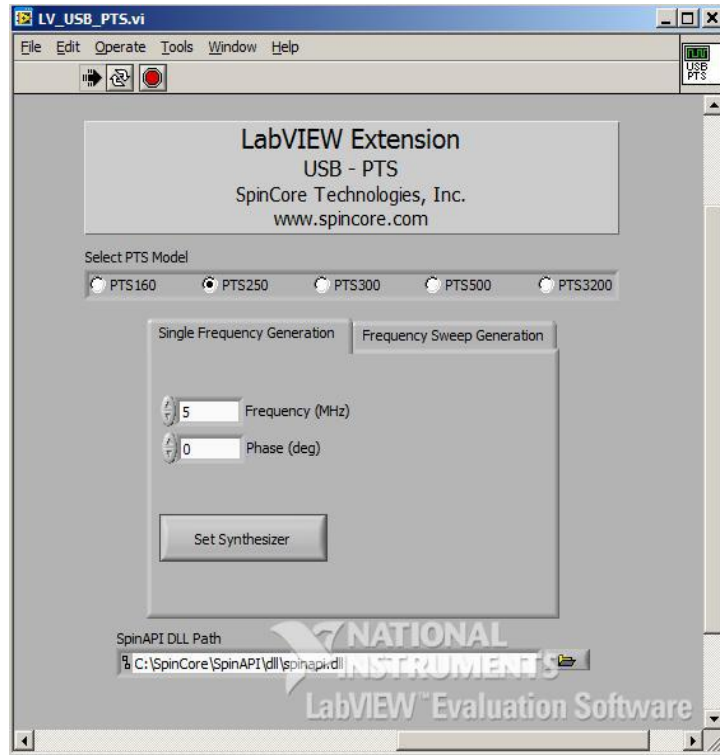 LV_USB_PTS.vi
File Edit Operate Tools Window Help
USB
PTS
LabVIEW Extension
USB - PTS
SpinCore Technologies, Inc.
www.spincore.com
Select PTS Model
PTS160 PTS250 PTS300 PTS500 PTS3200
Single Frequency Generation Frequency Sweep Generation
5 Frequency (MHz)
0 Phase (deg)
Set Synthesizer
SpinAPI DLL Path
C:\SpinCore\SpinAPI\dll\spinapi.dll
NATIONAL
INSTRUMENTS
LabVIEW™ Evaluation Software